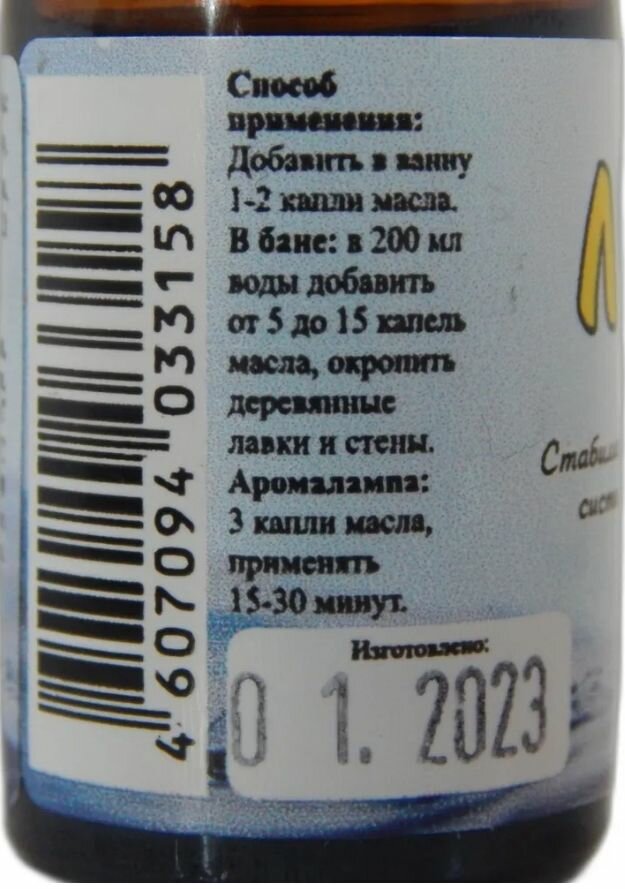 Способ
применения:
Добавить в ванну
1-2 капли масла.
В бане: в 200 мл
воды добавить
от 5 до 15 капель
масла, окропить
деревянные
лавки и стены.
Аромалампа:
3 капли масла,
применять
15-30 минут.
Изготовлено:
0 1. 2023
4 607094 033158